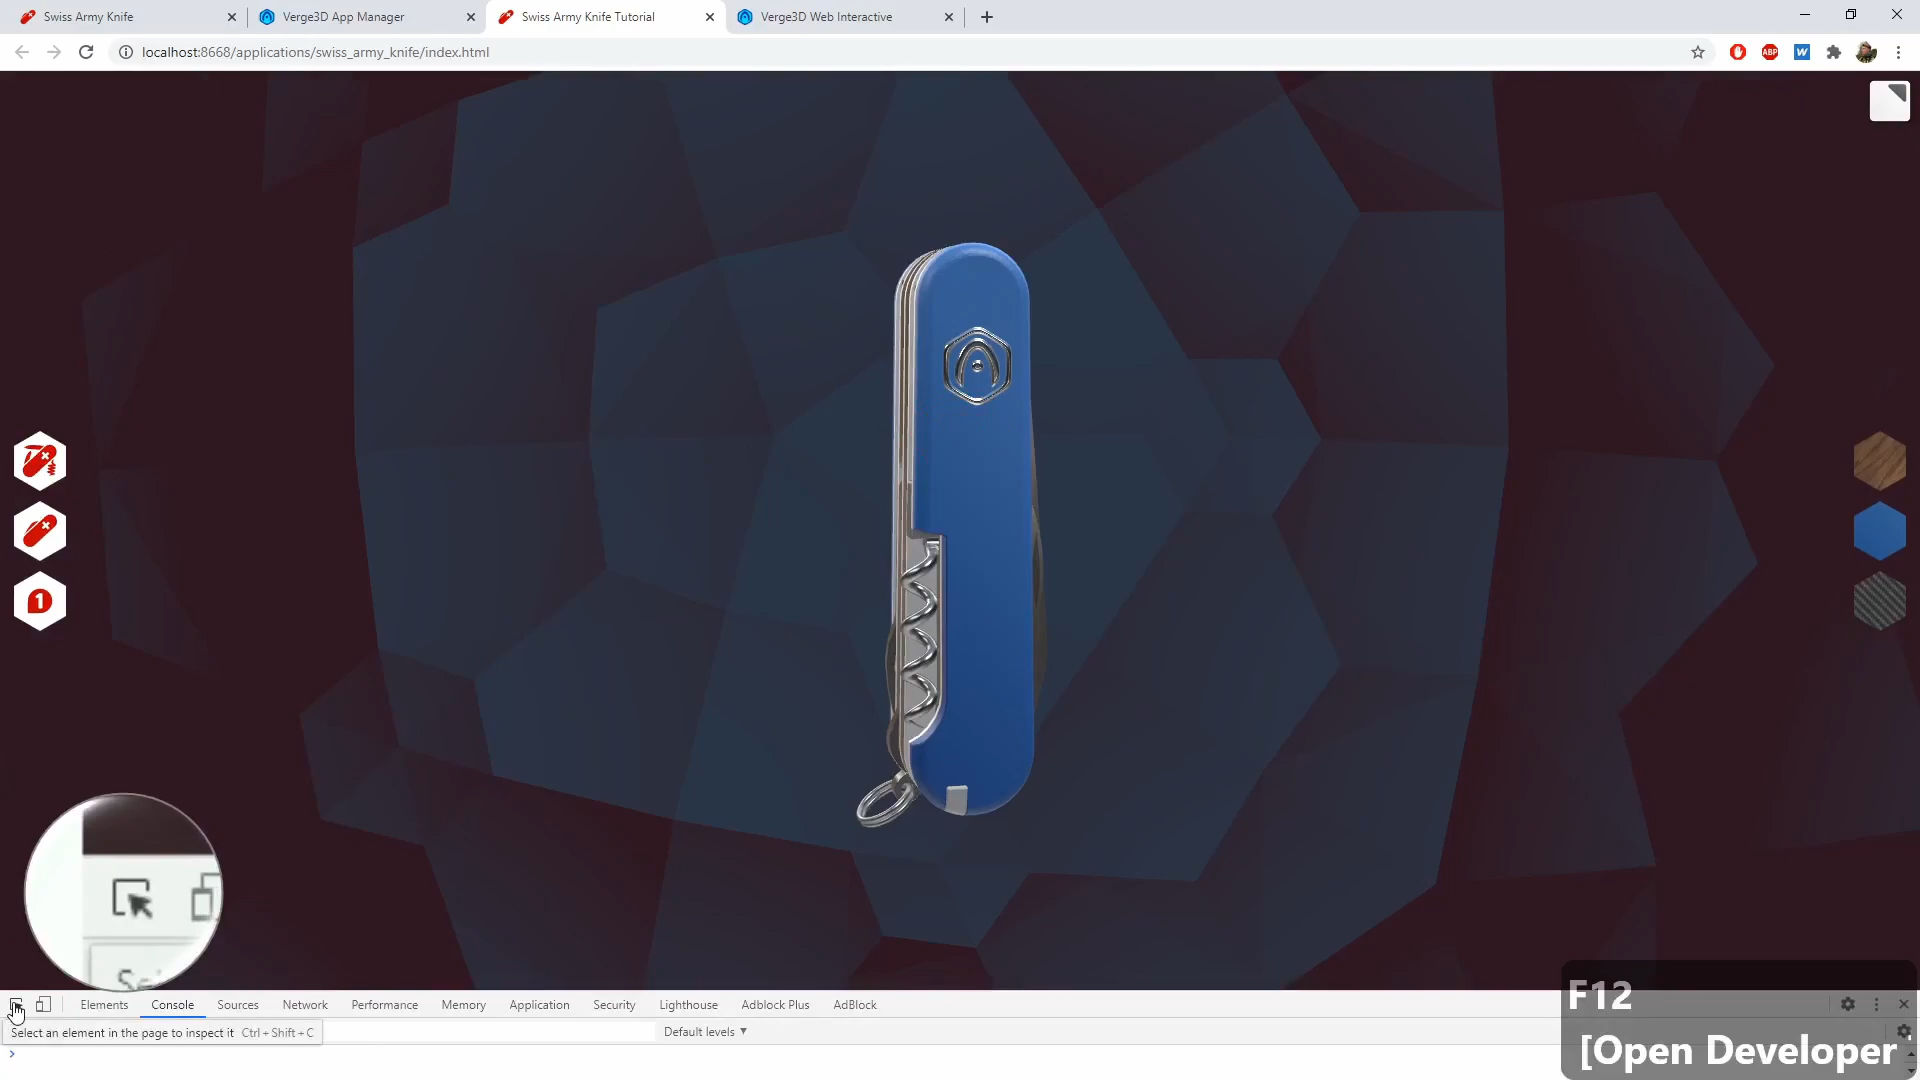 Swiss Army Knife
Verge3D App Manager
Swiss Army Knife Tutorial
Verge3D Web Interactive
localhost:8668/applications/swiss_army_knife/index.html
ABP
W
1
Elements
Console
Sources
Network
Performance
Memory
Application
Security
Lighthouse
Adblock Plus
AdBlock
Select an element in the page to inspect it Ctrl + Shift + C
Default levels
F12
[Open Developer